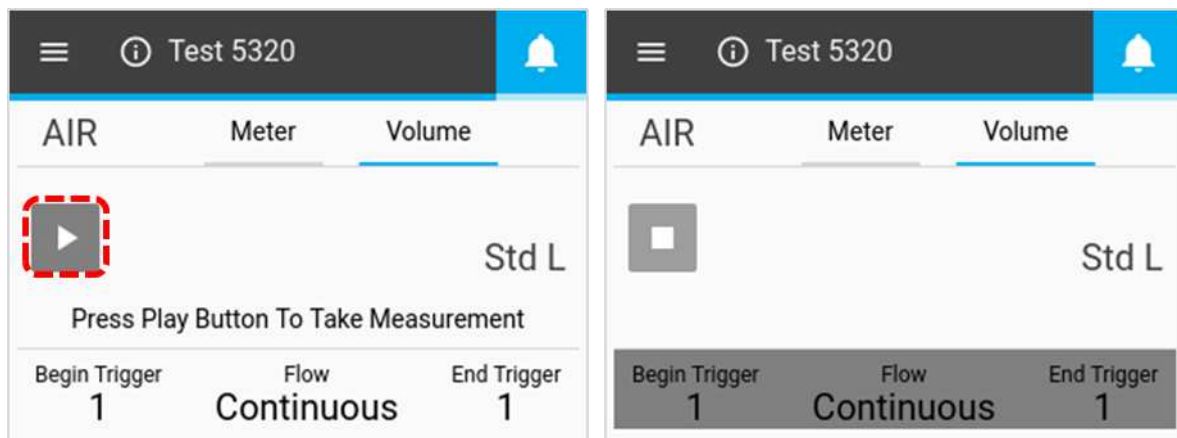 Test 5320
AIR Meter Volume
Std L
Press Play Button To Take Measurement
Begin Trigger Flow End Trigger
1 Continuous 1
Test 5320
AIR Meter Volume
Std L
Begin Trigger Flow End Trigger
1 Continuous 1